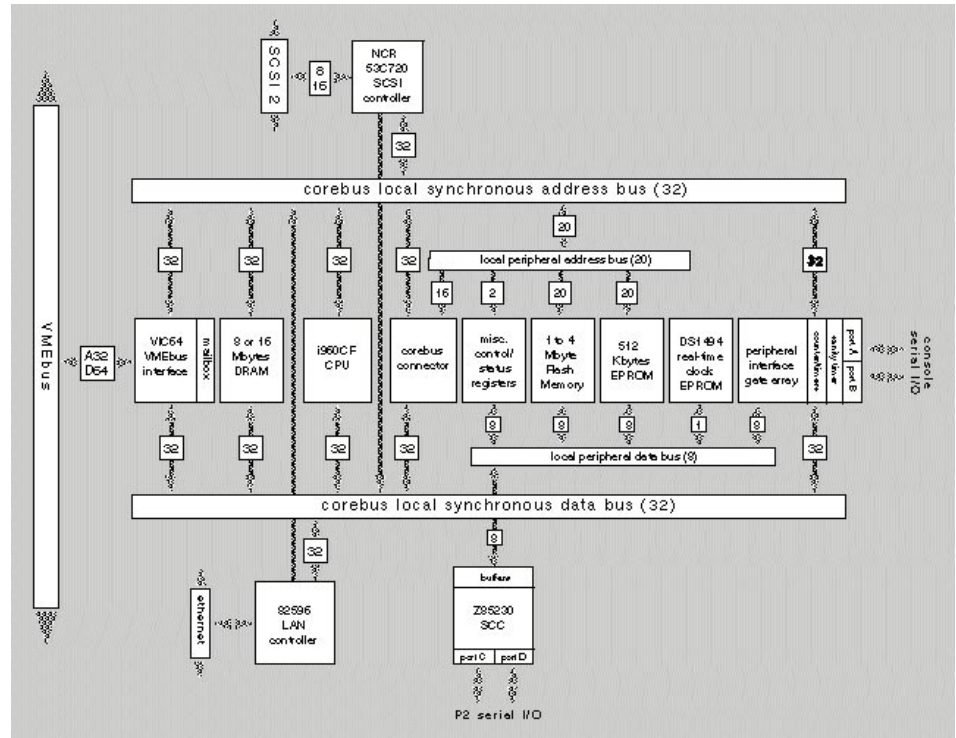 SCSI 2
8
16
NCR
53C720
SCSI
controller
32
corebus local synchronous address bus (32)
20
32
32
32
32
local peripheral address bus (20)
32
16
2
20
20
VMEbus
A32
D64
VIC64
VMEbus
interface
mailbox
8 or 16
Mbytes
DRAM
i960CF
CPU
corebus
connector
misc.
control/
status
registers
1 to 4
Mbyte
Flash
Memory
512
Kbytes
EPROM
DS1494
real-time
clock
EPROM
peripheral
interface
gate array
counter/timers
sanity timer
port A
port B
console
serial I/O
8
8
8
1
8
32
32
32
32
local peripheral data bus (8)
32
corebus local synchronous data bus (32)
32
8
ethernet
82596
LAN
controller
buffers
Z85230
SCC
port C
port D
P2 serial I/O